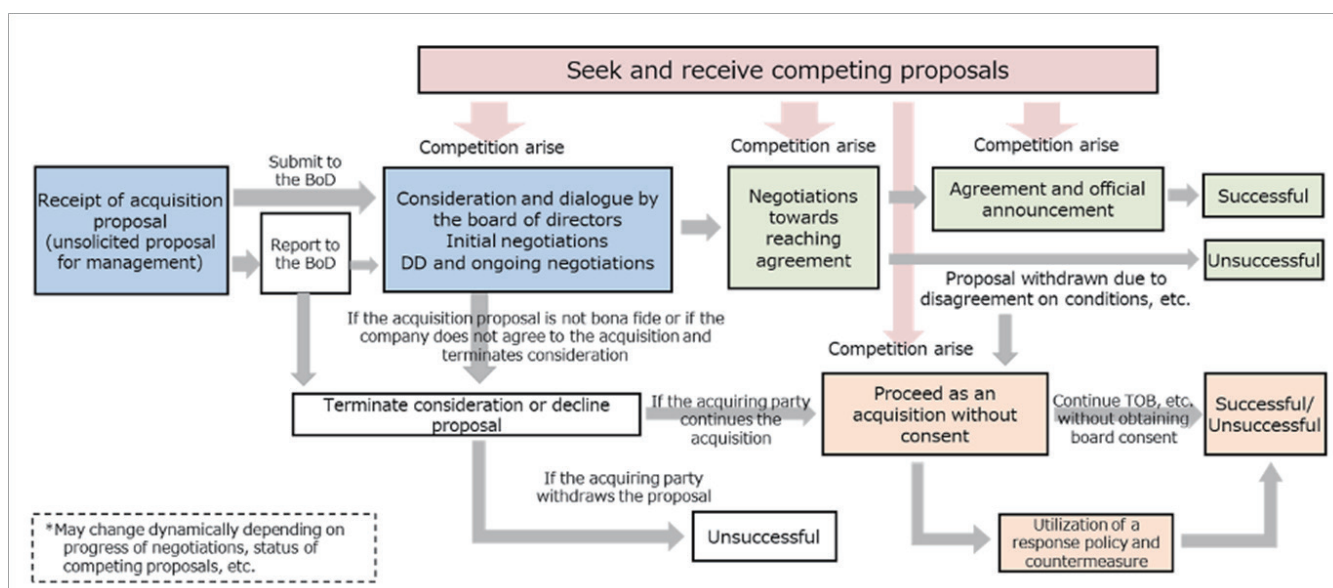 Seek and receive competing proposals
Competition arise
Competition arise
Competition arise
Submit to
the BoD
Receipt of acquisition
proposal
(unsolicited proposal
for management)
Report to
the BoD
Consideration and dialogue by
the board of directors
Initial negotiations
DD and ongoing negotiations
Negotiations
towards
reaching
agreement
Agreement and official
announcement
Successful
Unsuccessful
Proposal withdrawn due to
disagreement on conditions, etc.
If the acquisition proposal is not bona fide or if the
company does not agree to the acquisition and
terminates consideration
Competition arise
Terminate consideration or decline
proposal
If the acquiring party
continues the
acquisition
Proceed as an
acquisition without
consent
Continue TOB, etc.
without obtaining
board consent
Successful/
Unsuccessful
If the acquiring party
withdraws the proposal
Unsuccessful
Utilization of a
response policy and
countermeasure
*May change dynamically depending on
progress of negotiations, status of
competing proposals, etc.